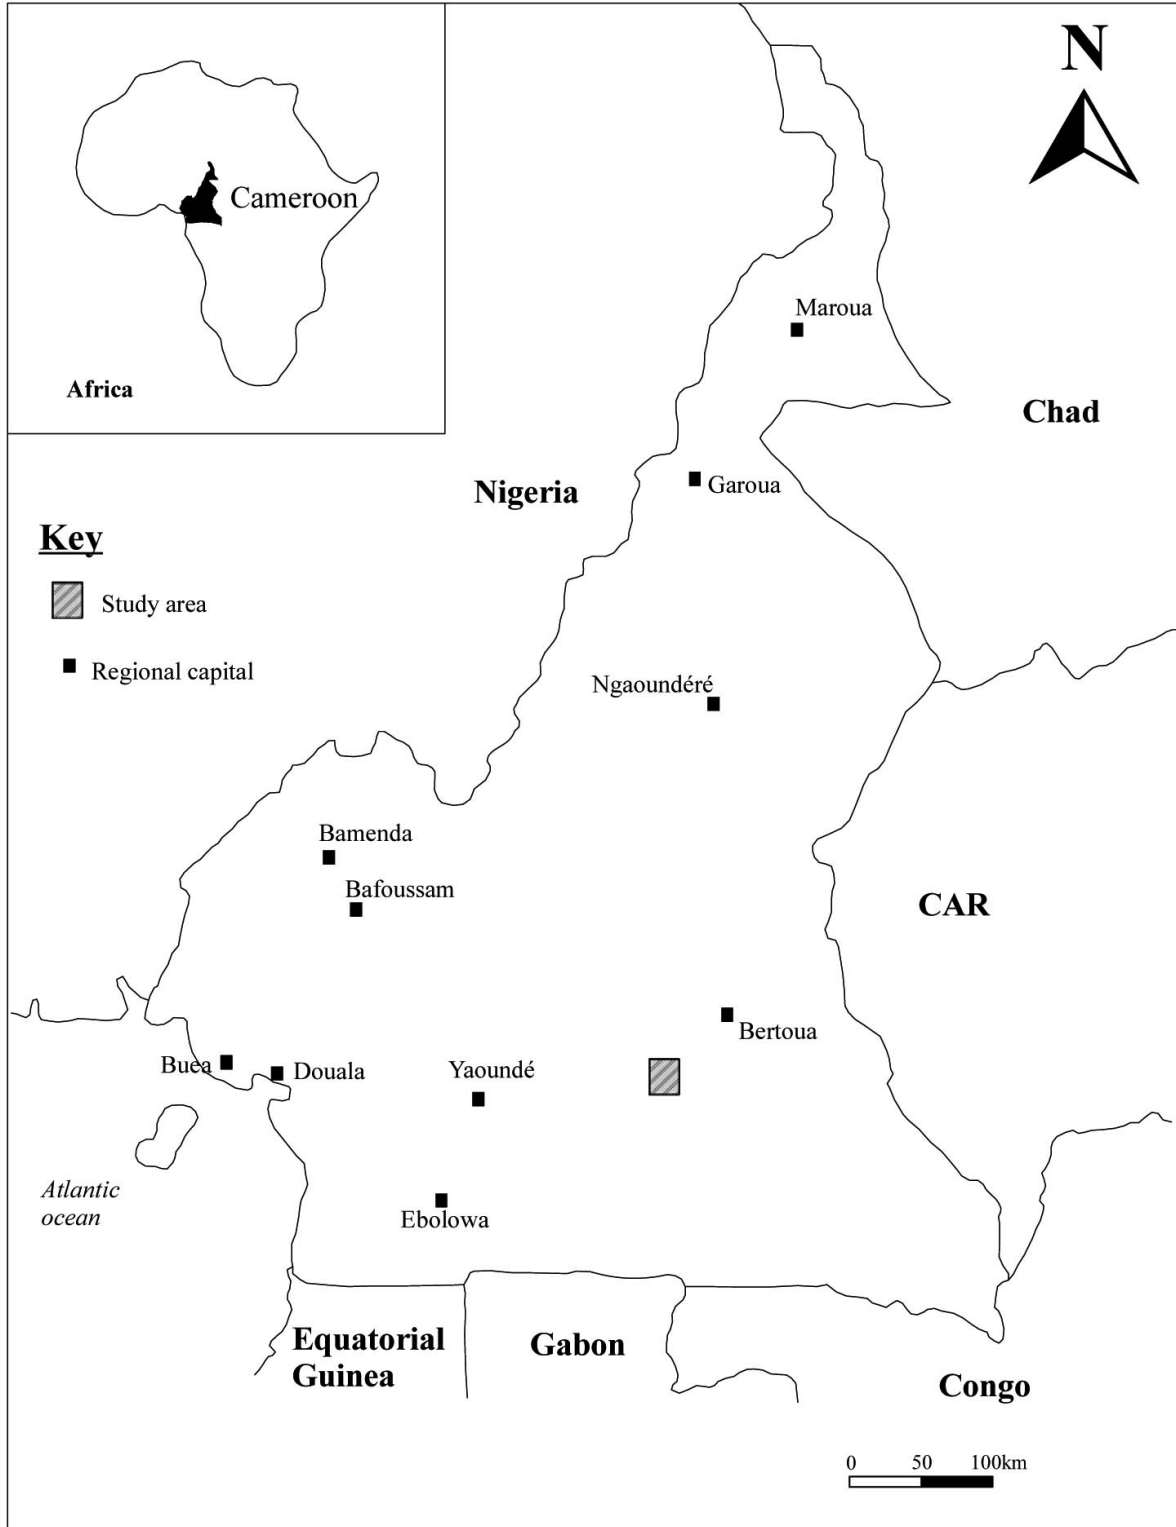 N
Cameroon
Africa
Maroua
Chad
Nigeria
Garoua
Key
Study area
Regional capital
Ngaoundéré
Bamenda
Bafoussam
CAR
Bertoua
Buea
Douala
Yaoundé
Atlantic
ocean
Ebolowa
Equatorial
Guinea
Gabon
Congo
0 50 100km